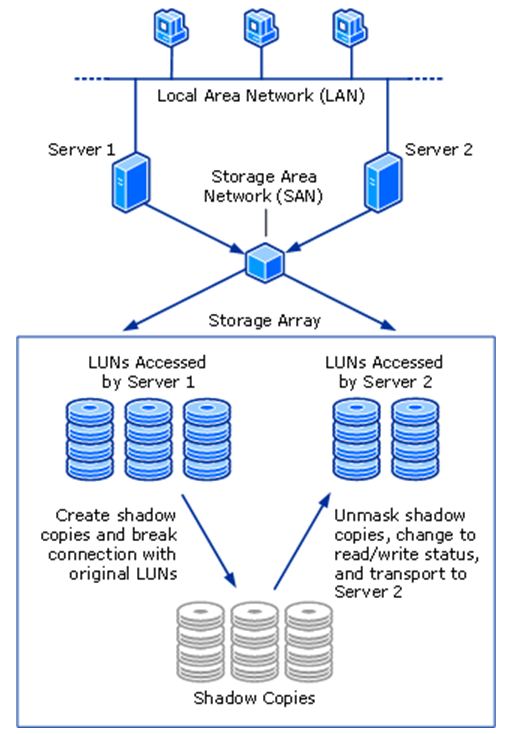 Local Area Network (LAN)
Server 1
Server 2
Storage Area
Network (SAN)
Storage Array
LUNs Accessed
by Server 1
LUNs Accessed
by Server 2
Create shadow
copies and break
connection with
original LUNs
Unmask shadow
copies, change to
read/write status,
and transport to
Server 2
Shadow Copies